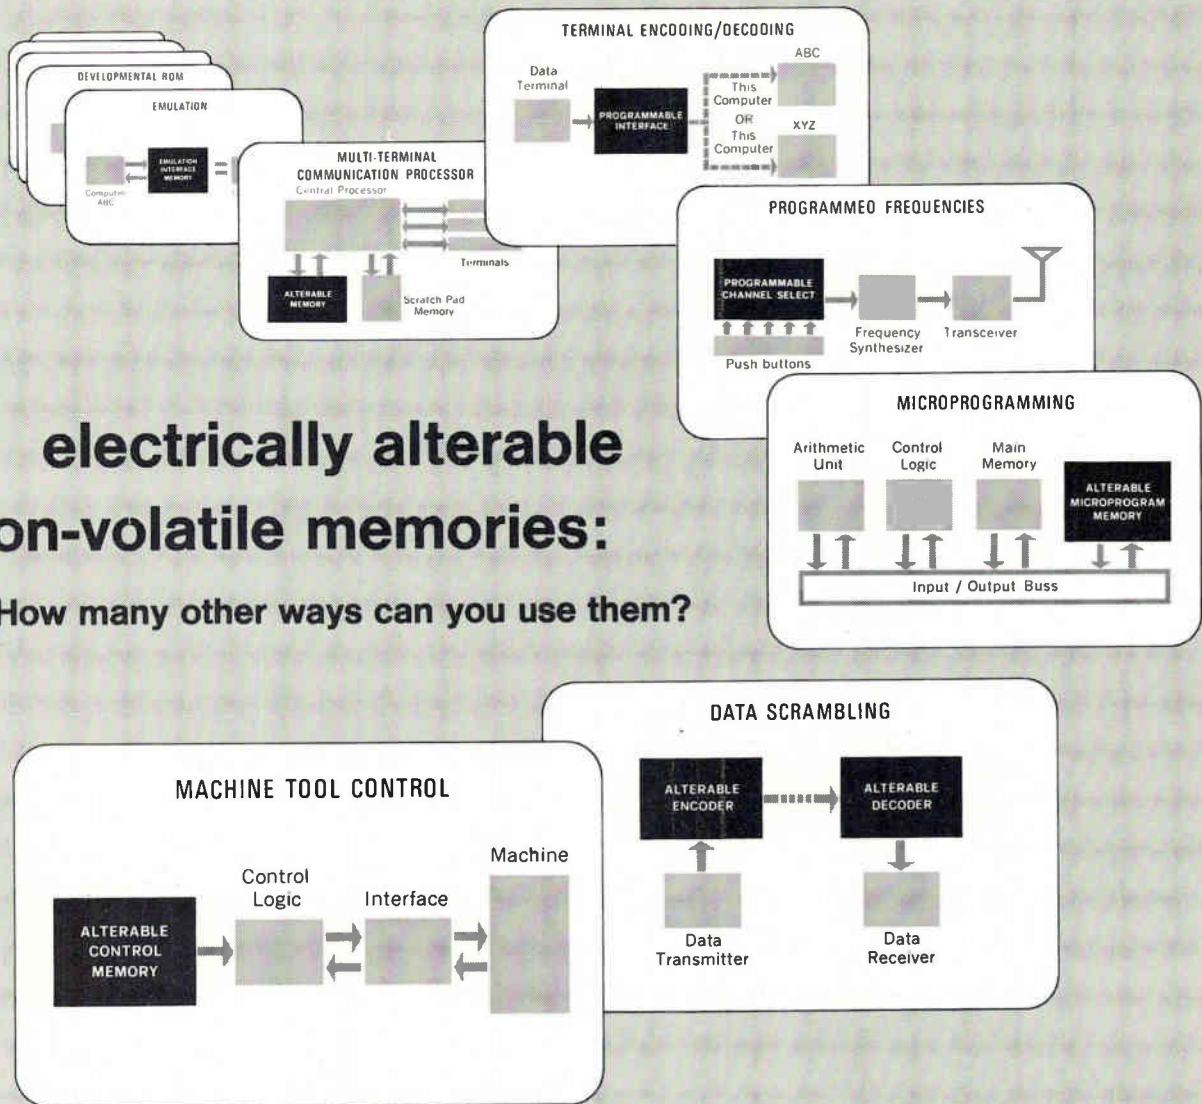 DEVELOPMENTAL ROM
EMULATION
EMULATION
INTERFACE
MEMORY
Computer
ABC
MULTI-TERMINAL
COMMUNICATION PROCESSOR
Central Processor
Terminals
ALTERABLE
MEMORY
Scratch Pad
Memory
TERMINAL ENCODING/DECODING
Data
Terminal
PROGRAMMABLE
INTERFACE
ABC
This
Computer
OR
This
Computer
XYZ
PROGRAMMED FREQUENCIES
PROGRAMMABLE
CHANNEL SELECT
Push buttons
Frequency
Synthesizer
Transceiver
MICROPROGRAMMING
Arithmetic
Unit
Control
Logic
Main
Memory
ALTERABLE
MICROPROGRAM
MEMORY
Input / Output Buss
electrically alterable
on-volatile memories:
How many other ways can you use them?
DATA SCRAMBLING
ALTERABLE
ENCODER
ALTERABLE
DECODER
Data
Transmitter
Data
Receiver
MACHINE TOOL CONTROL
ALTERABLE
CONTROL
MEMORY
Control
Logic
Interface
Machine